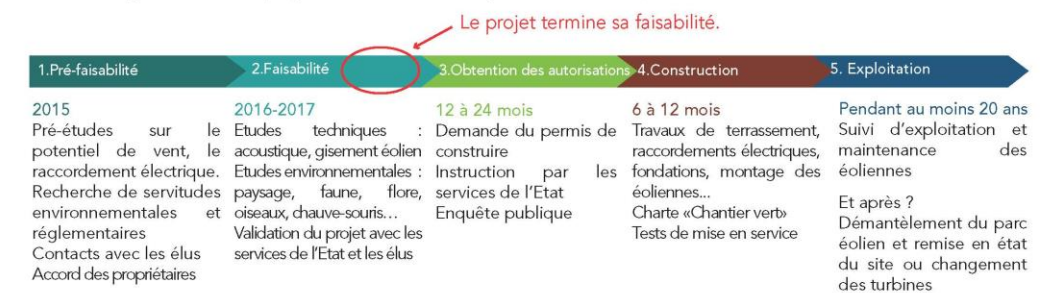 Le projet termine sa faisabilité.
1.Pré-faisabilité
2.Faisabilité
3.Obtention des autorisations
4.Construction
5. Exploitation
2015
Pré-études sur le
potentiel de vent, le
raccordement électrique.
Recherche de servitudes
environnementales et
réglementaires
Contacts avec les élus
Accord des propriétaires
2016-2017
Etudes techniques :
acoustique, gisement éolien
Etudes environnementales :
paysage, faune, flore,
oiseaux, chauve-souris…
Validation du projet avec les
services de l'Etat et les élus
12 à 24 mois
Demande du permis de
construire
Instruction par les
services de l'Etat
Enquête publique
6 à 12 mois
Travaux de terrassement,
raccordements électriques,
fondations, montage des
éoliennes...
Charte «Chantier vert»
Tests de mise en service
Pendant au moins 20 ans
Suivi d'exploitation et
maintenance des
éoliennes
Et après ?
Démantèlement du parc
éolien et remise en état
du site ou changement
des turbines